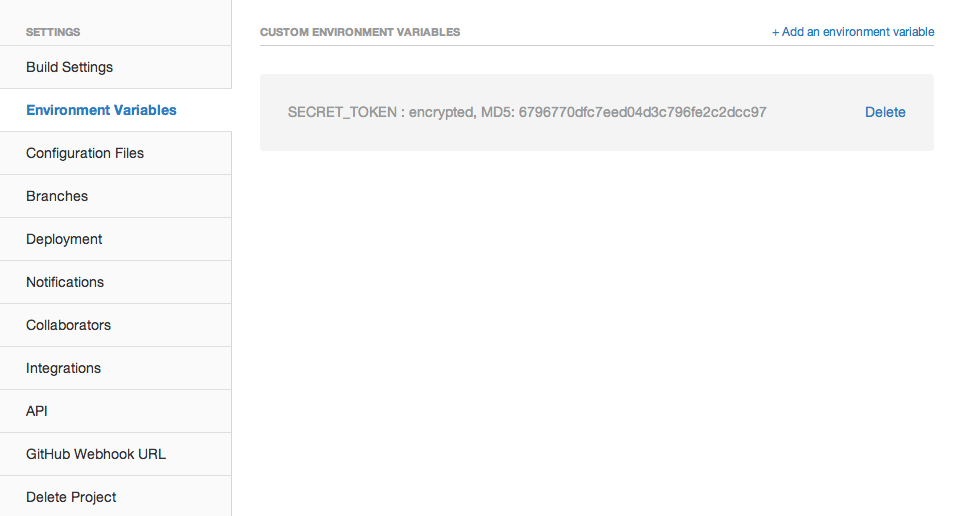 SETTINGS
Build Settings
Environment Variables
Configuration Files
Branches
Deployment
Notifications
Collaborators
Integrations
API
GitHub Webhook URL
Delete Project
CUSTOM ENVIRONMENT VARIABLES
+ Add an environment variable
SECRET_TOKEN : encrypted, MD5: 6796770dfc7eed04d3c796fe2c2dcc97
Delete